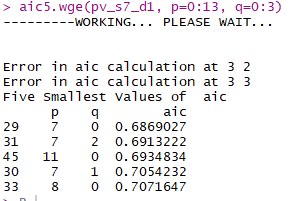 > aic5.wge(pv_s7_d1, p=0:13, q=0:3)
---------WORKING... PLEASE WAIT...
Error in aic calculation at 3 2
Error in aic calculation at 3 3
Five Smallest Values of  aic
p q aic
29 7 0 0.6869027
31 7 2 0.6913222
45 11 0 0.6934834
30 7 1 0.7054232
33 8 0 0.7071647